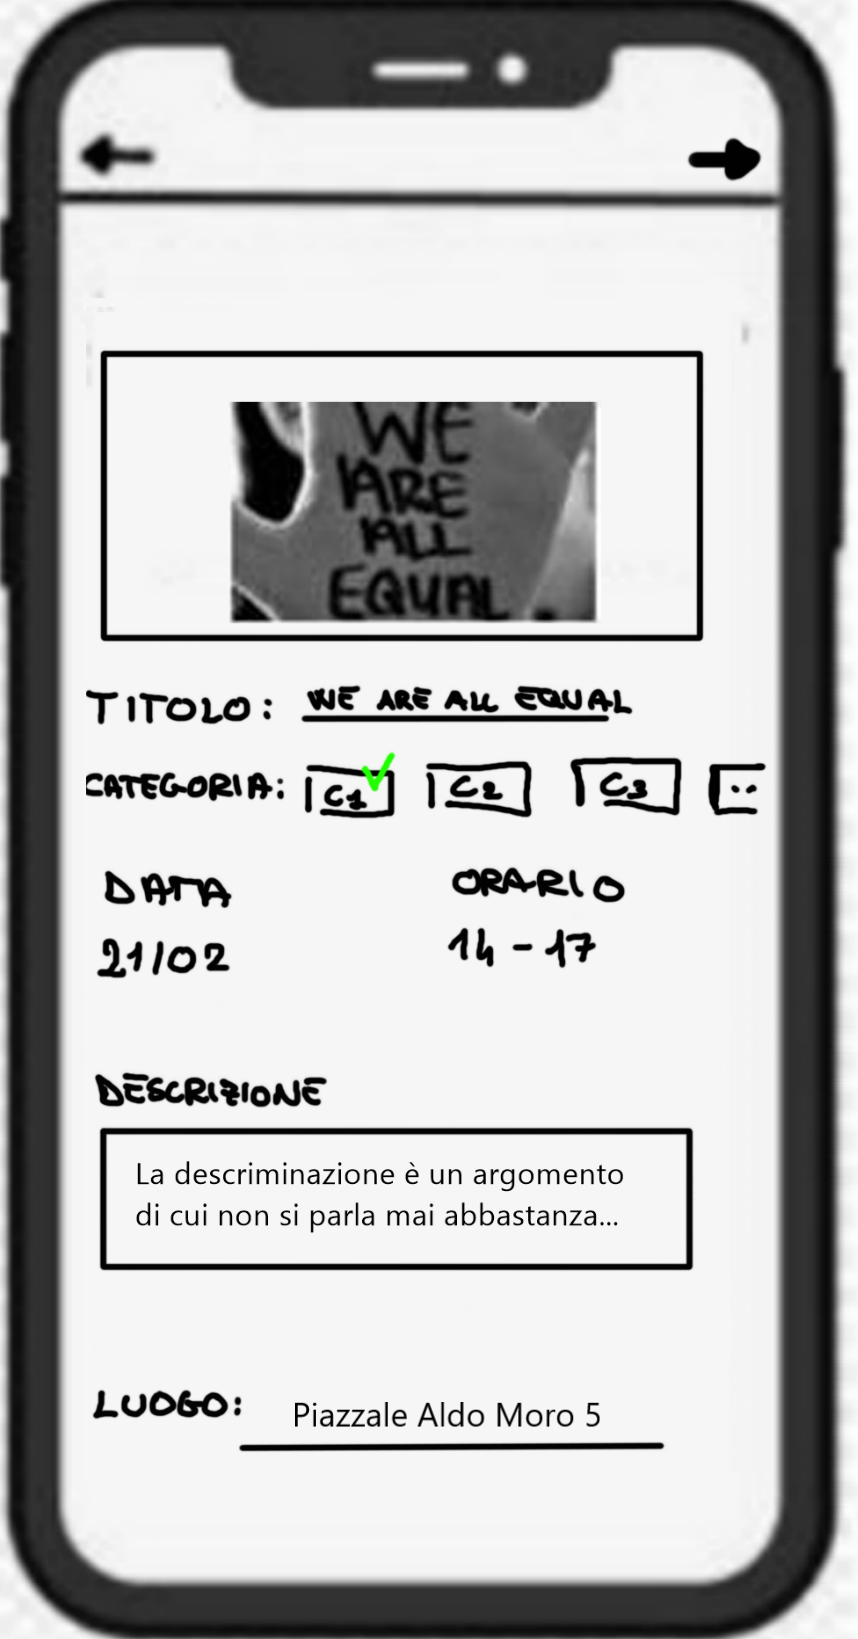 WE
ARE
ALL
EQUAL
TITOLO: WE ARE ALL EQUAL
CATEGORIA: C1 C2 C3 ..
DATA ORARIO
21/02 14-17
DESCRIZIONE
La descriminazione è un argomento
di cui non si parla mai abbastanza...
LUOGO: Piazzale Aldo Moro 5